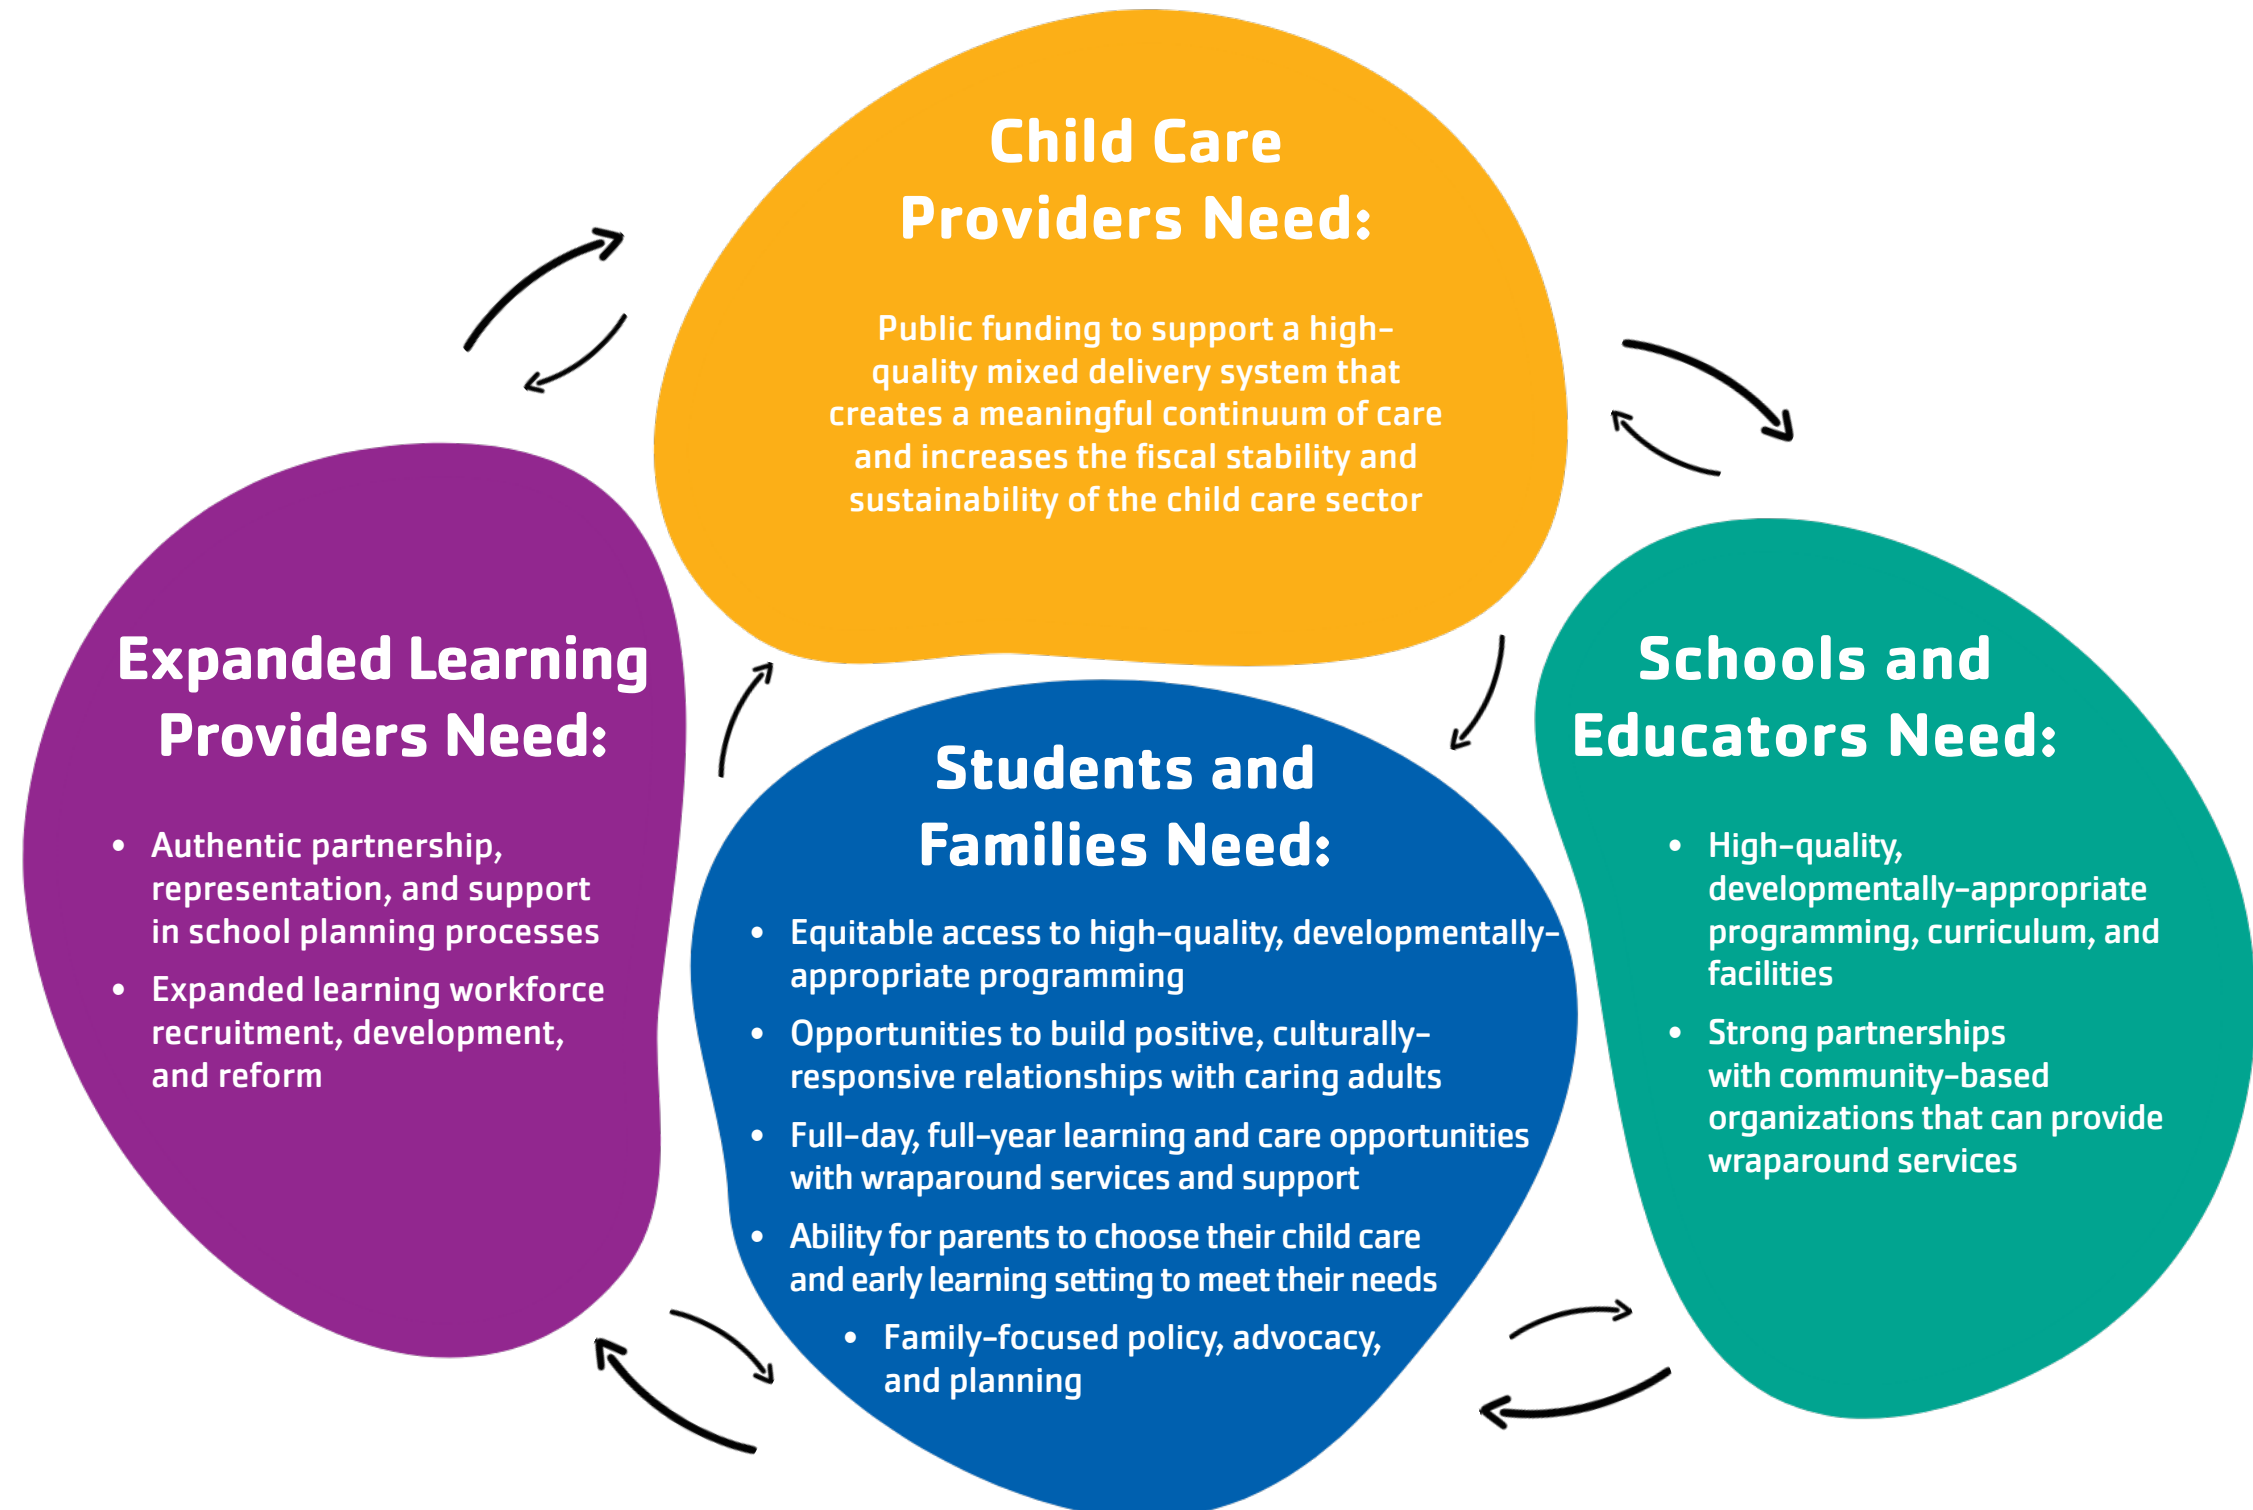 Child Care
Providers Need:
Public funding to support a high-
quality mixed delivery system that
creates a meaningful continuum of care
and increases the fiscal stability and
sustainability of the child care sector
Expanded Learning
Providers Need:
• Authentic partnership,
representation, and support
in school planning processes
• Expanded learning workforce
recruitment, development,
and reform
Students and
Families Need:
• Equitable access to high-quality, developmentally-
appropriate programming
• Opportunities to build positive, culturally-
responsive relationships with caring adults
• Full-day, full-year learning and care opportunities
with wraparound services and support
• Ability for parents to choose their child care
and early learning setting to meet their needs
• Family-focused policy, advocacy,
and planning
Schools and
Educators Need:
• High-quality,
developmentally-appropriate
programming, curriculum, and
facilities
• Strong partnerships
with community-based
organizations that can provide
wraparound services